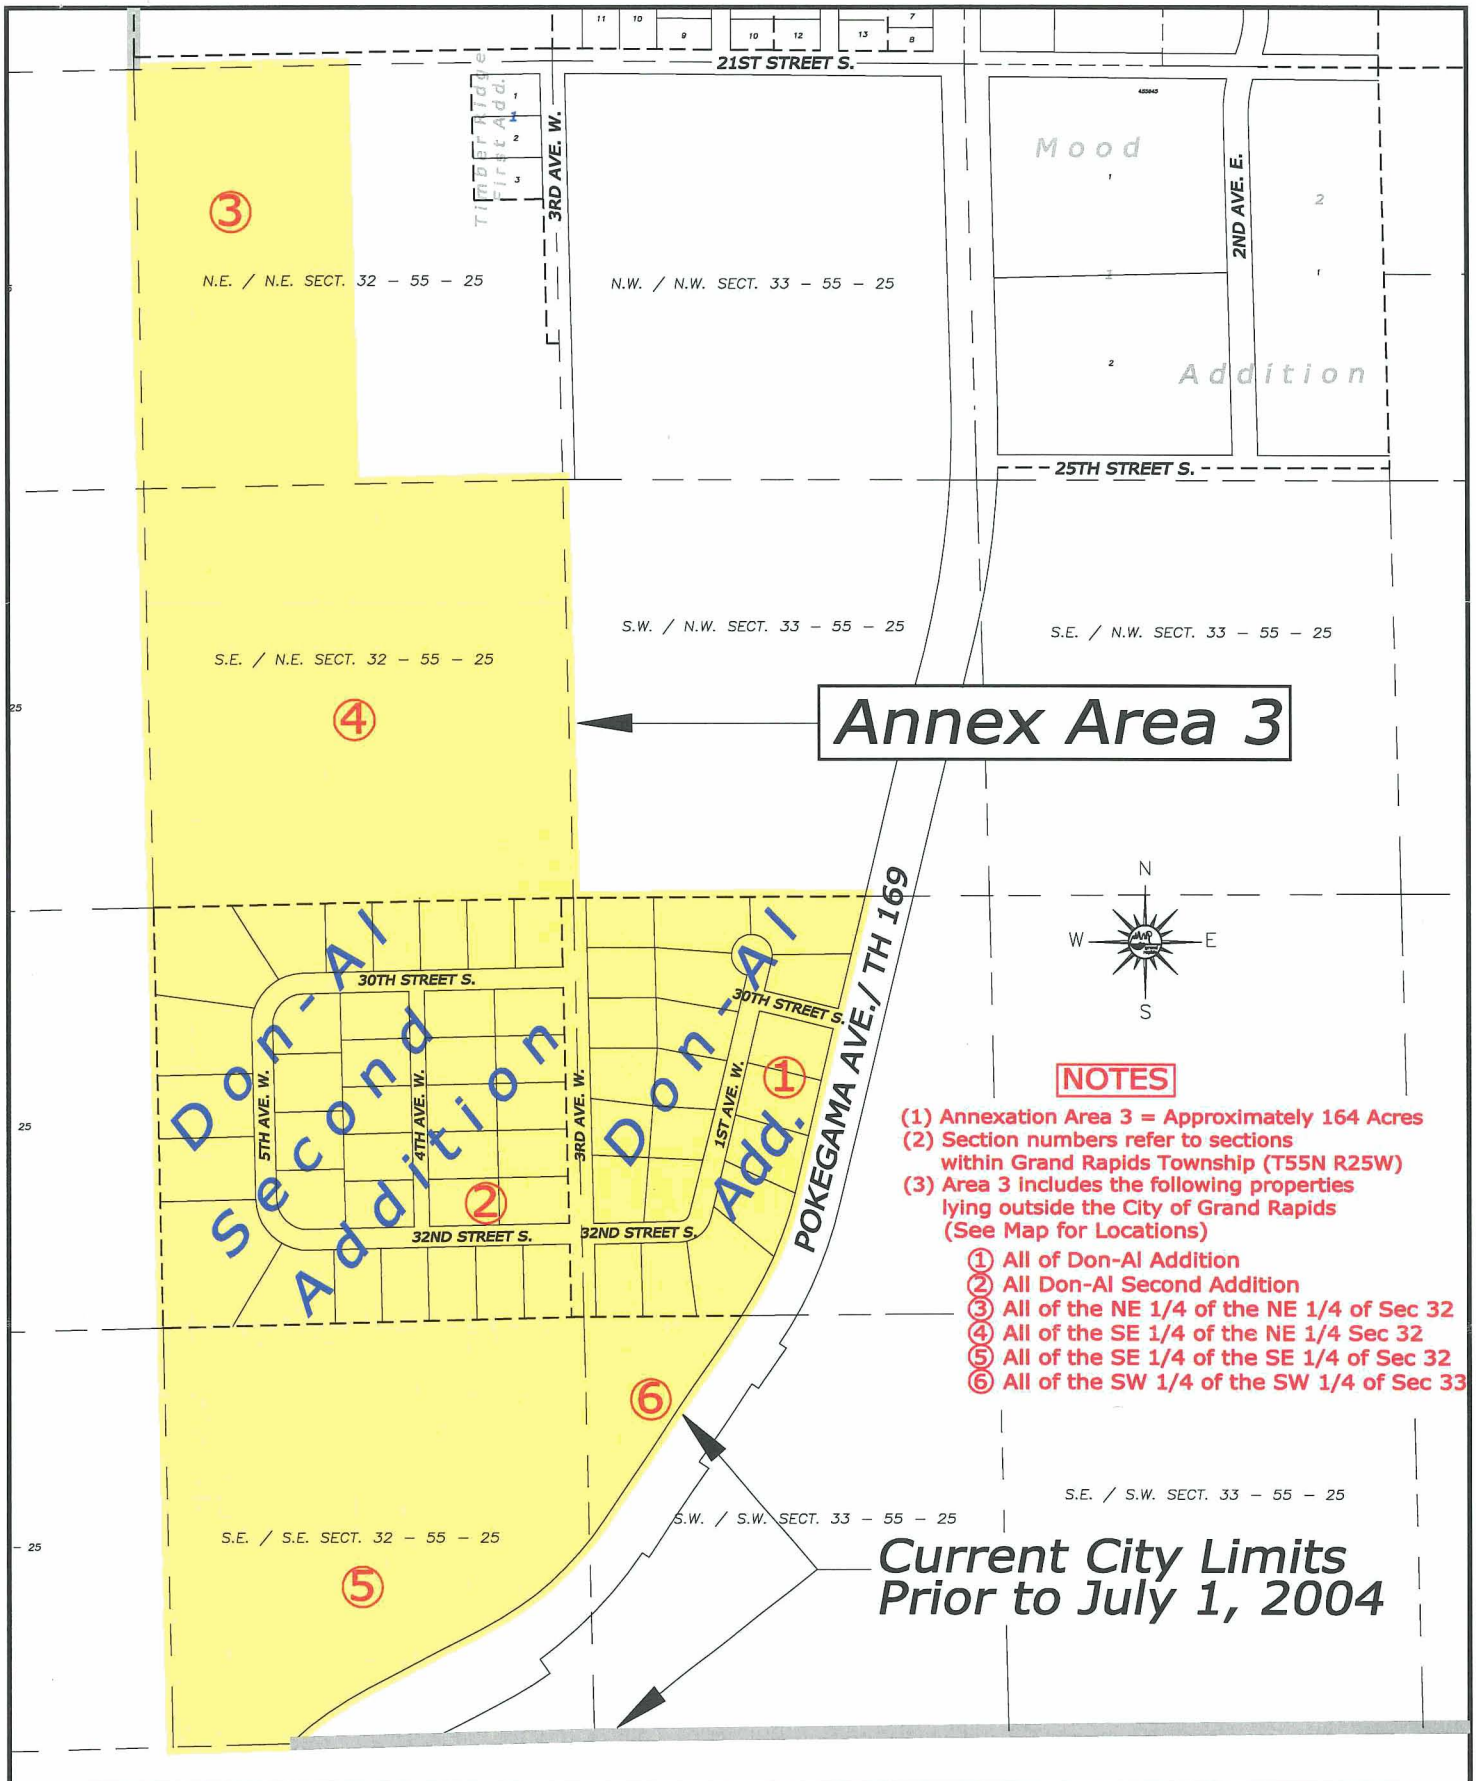 11
10
9
10
12
13
7
8
21ST STREET S.
Timber Ridge
First Add.
1
1
2
3
3RD AVE. W.
483845
Mood
1
2ND AVE. E.
2
3
N.E. / N.E. SECT. 32 - 55 - 25
N.W. / N.W. SECT. 33 - 55 - 25
1
1
2
Addition
25TH STREET S.
S.W. / N.W. SECT. 33 - 55 - 25
S.E. / N.W. SECT. 33 - 55 - 25
S.E. / N.E. SECT. 32 - 55 - 25
25
4
Annex Area 3
N
W
E
S
POKEGAMA AVE./ TH 169
Don-Al
Second
Addition
30TH STREET S.
5TH AVE. W.
4TH AVE. W.
3RD AVE. W.
2
32ND STREET S.
Don-Al
Add.
30TH STREET S.
1ST AVE. W.
1
32ND STREET S.
25
NOTES
(1) Annexation Area 3 = Approximately 164 Acres
(2) Section numbers refer to sections
within Grand Rapids Township (T55N R25W)
(3) Area 3 includes the following properties
lying outside the City of Grand Rapids
(See Map for Locations)
1 All of Don-Al Addition
2 All Don-Al Second Addition
3 All of the NE 1/4 of the NE 1/4 of Sec 32
4 All of the SE 1/4 of the NE 1/4 Sec 32
5 All of the SE 1/4 of the SE 1/4 of Sec 32
6 All of the SW 1/4 of the SW 1/4 of Sec 33
6
S.E. / S.W. SECT. 33 - 55 - 25
S.W. / S.W. SECT. 33 - 55 - 25
S.E. / S.E. SECT. 32 - 55 - 25
- 25
5
Current City Limits
Prior to July 1, 2004